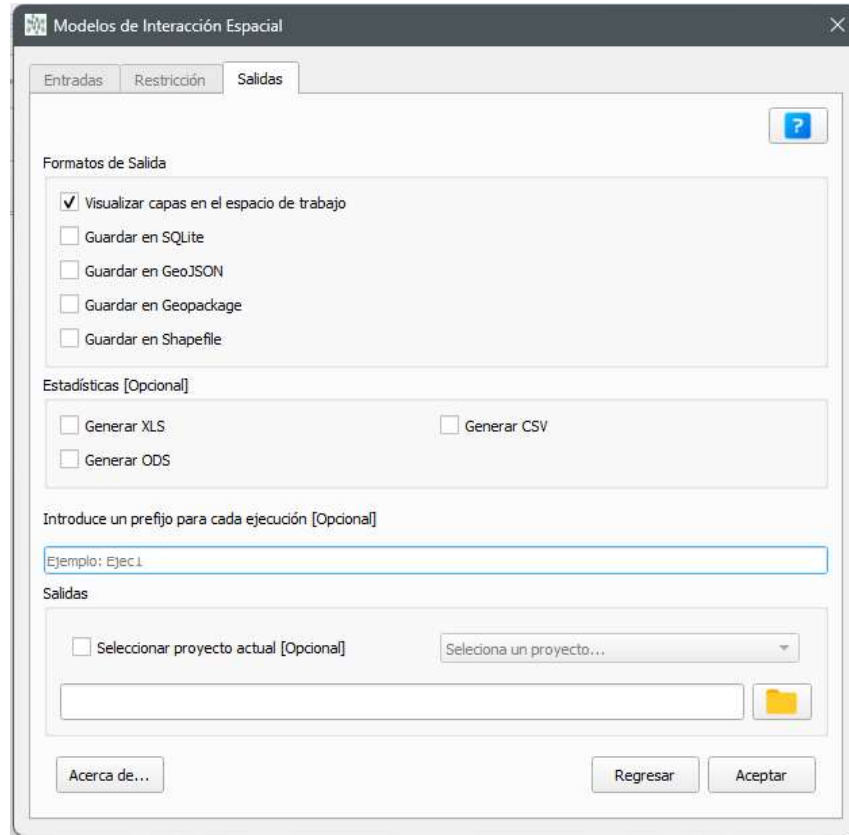 Modelos de Interacción Espacial
Entradas Restricción Salidas
?
Formatos de Salida
Visualizar capas en el espacio de trabajo
Guardar en SQLite
Guardar en GeoJSON
Guardar en Geopackage
Guardar en Shapefile
Estadísticas [Opcional]
Generar XLS Generar CSV
Generar ODS
Introduce un prefijo para cada ejecución [Opcional]
Ejemplo: Ejec1
Salidas
Seleccionar proyecto actual [Opcional] Seleciona un proyecto...
Acerca de... Regresar Aceptar